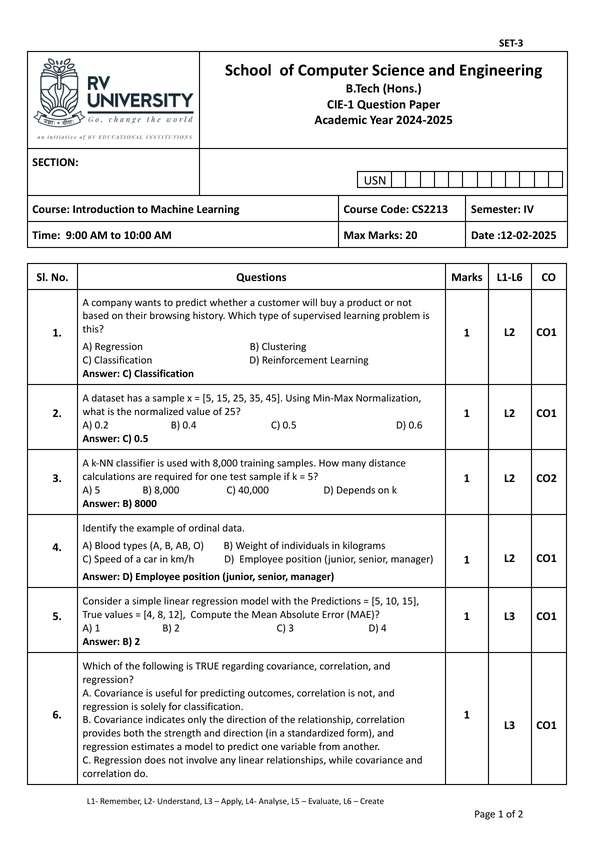 SET-3
RV
UNIVERSITY
Go, change the world
an initiative of RV EDUCATIONAL INSTITUTIONS
School of Computer Science and Engineering
B.Tech (Hons.)
CIE-1 Question Paper
Academic Year 2024-2025
SECTION:
USN
Course: Introduction to Machine Learning
Course Code: CS2213
Semester: IV
Time: 9:00 AM to 10:00 AM
Max Marks: 20
Date :12-02-2025
Sl. No.
Questions
Marks
L1-L6
CO
1.
A company wants to predict whether a customer will buy a product or not
based on their browsing history. Which type of supervised learning problem is
this?
A) Regression B) Clustering
C) Classification D) Reinforcement Learning
Answer: C) Classification
1
L2
CO1
2.
A dataset has a sample x = [5, 15, 25, 35, 45]. Using Min-Max Normalization,
what is the normalized value of 25?
A) 0.2 B) 0.4 C) 0.5 D) 0.6
Answer: C) 0.5
1
L2
CO1
3.
A k-NN classifier is used with 8,000 training samples. How many distance
calculations are required for one test sample if k = 5?
A) 5 B) 8,000 C) 40,000 D) Depends on k
Answer: B) 8000
1
L2
CO2
4.
Identify the example of ordinal data.
A) Blood types (A, B, AB, O) B) Weight of individuals in kilograms
C) Speed of a car in km/h D) Employee position (junior, senior, manager)
Answer: D) Employee position (junior, senior, manager)
1
L2
CO1
5.
Consider a simple linear regression model with the Predictions = [5, 10, 15],
True values = [4, 8, 12], Compute the Mean Absolute Error (MAE)?
A) 1 B) 2 C) 3 D) 4
Answer: B) 2
1
L3
CO1
6.
Which of the following is TRUE regarding covariance, correlation, and
regression?
A. Covariance is useful for predicting outcomes, correlation is not, and
regression is solely for classification.
B. Covariance indicates only the direction of the relationship, correlation
provides both the strength and direction (in a standardized form), and
regression estimates a model to predict one variable from another.
C. Regression does not involve any linear relationships, while covariance and
correlation do.
1
L3
CO1
L1- Remember, L2- Understand, L3 – Apply, L4- Analyse, L5 – Evaluate, L6 – Create
Page 1 of 2